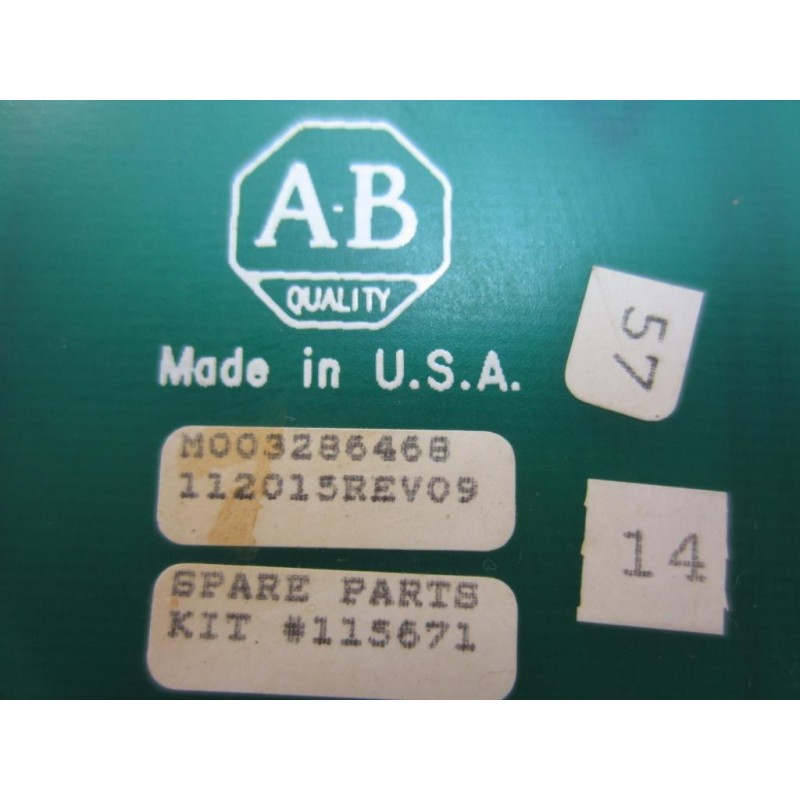 A-B
QUALITY
Made in U.S.A.
57
M003286468
112015REV09
14
SPARE PARTS
KIT #115671